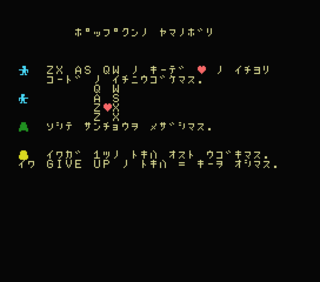 ホ゜ップクンノ ヤマノボリ
ZX AS QW ノ キーデ ♥ ノ イチヨリ
コード ノ イチニウゴケマス.
Q W
A S
Z♥X
Z X
ソシテ サンチョウヲ メザシマス.
イワガ 1ツノ トキハ オスト ウゴキマス.
イワ GIVE UP ノ トキハ = キーヲ オシマス.